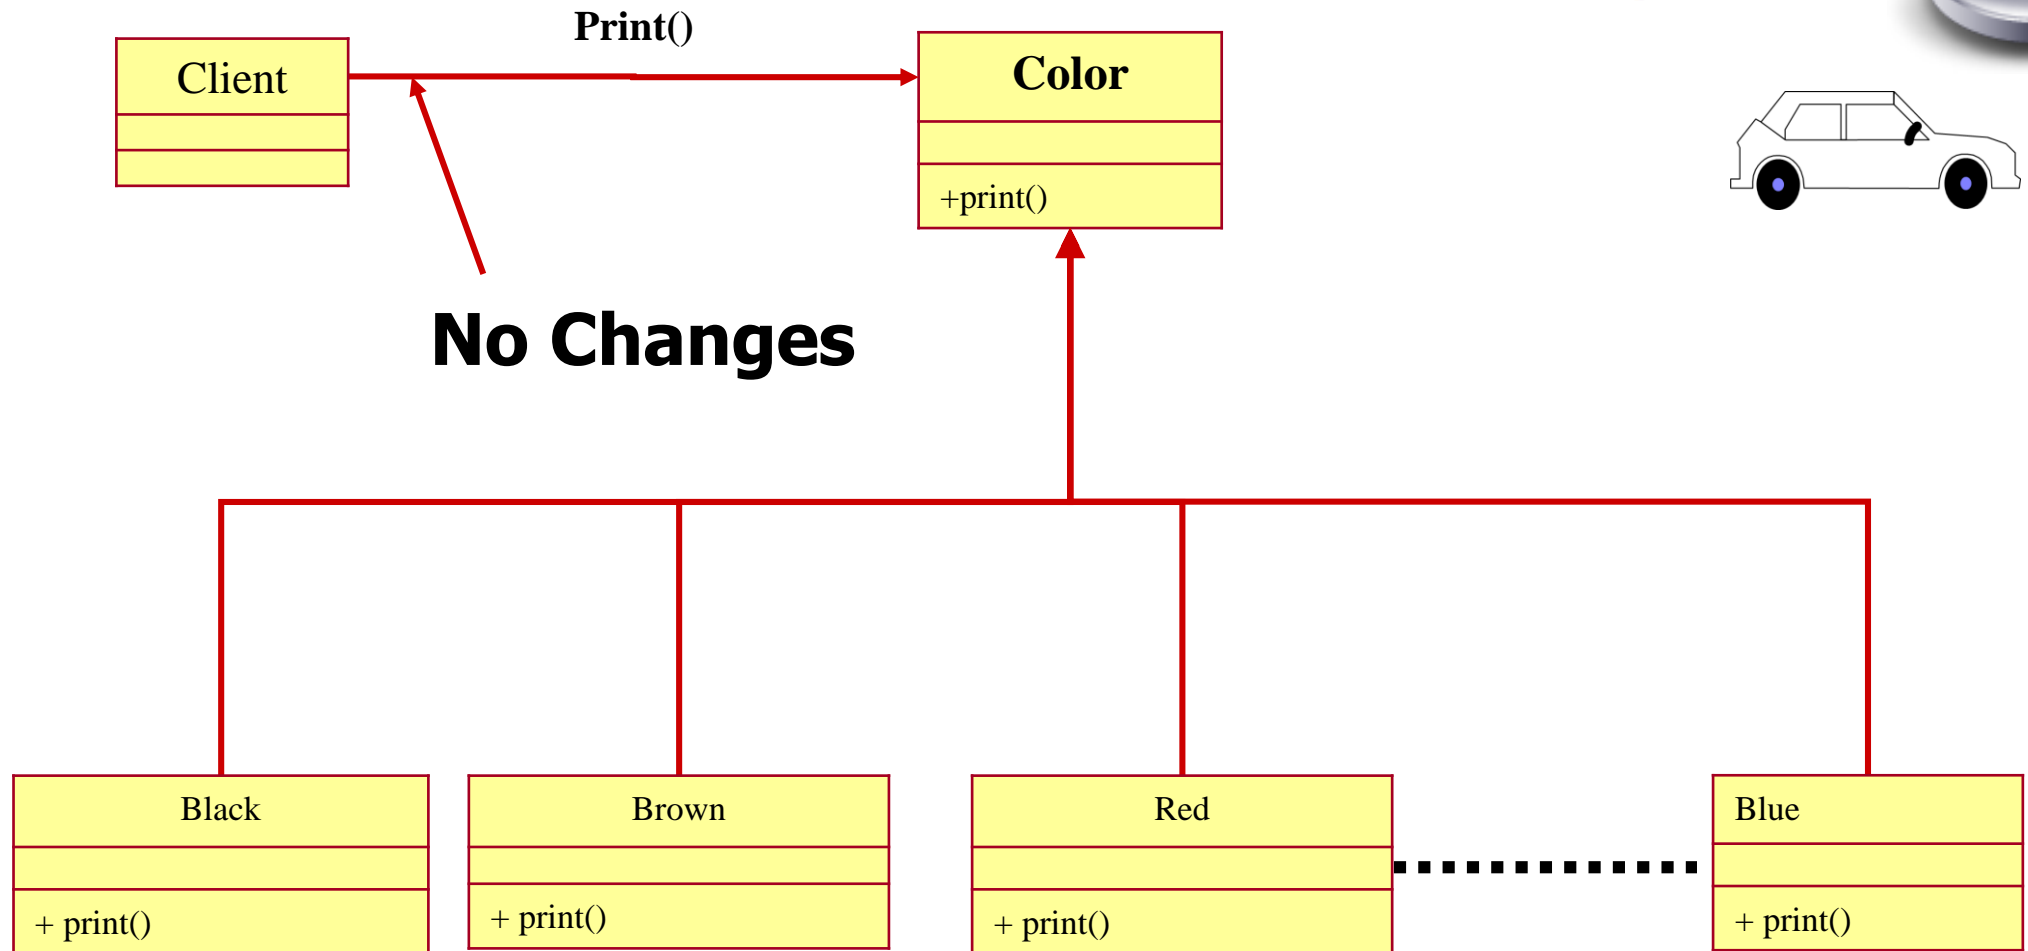 Print()
Client
Color
+print()
No Changes
Black
Brown
Red
Blue
+ print()
+ print()
+ print()
+ print()